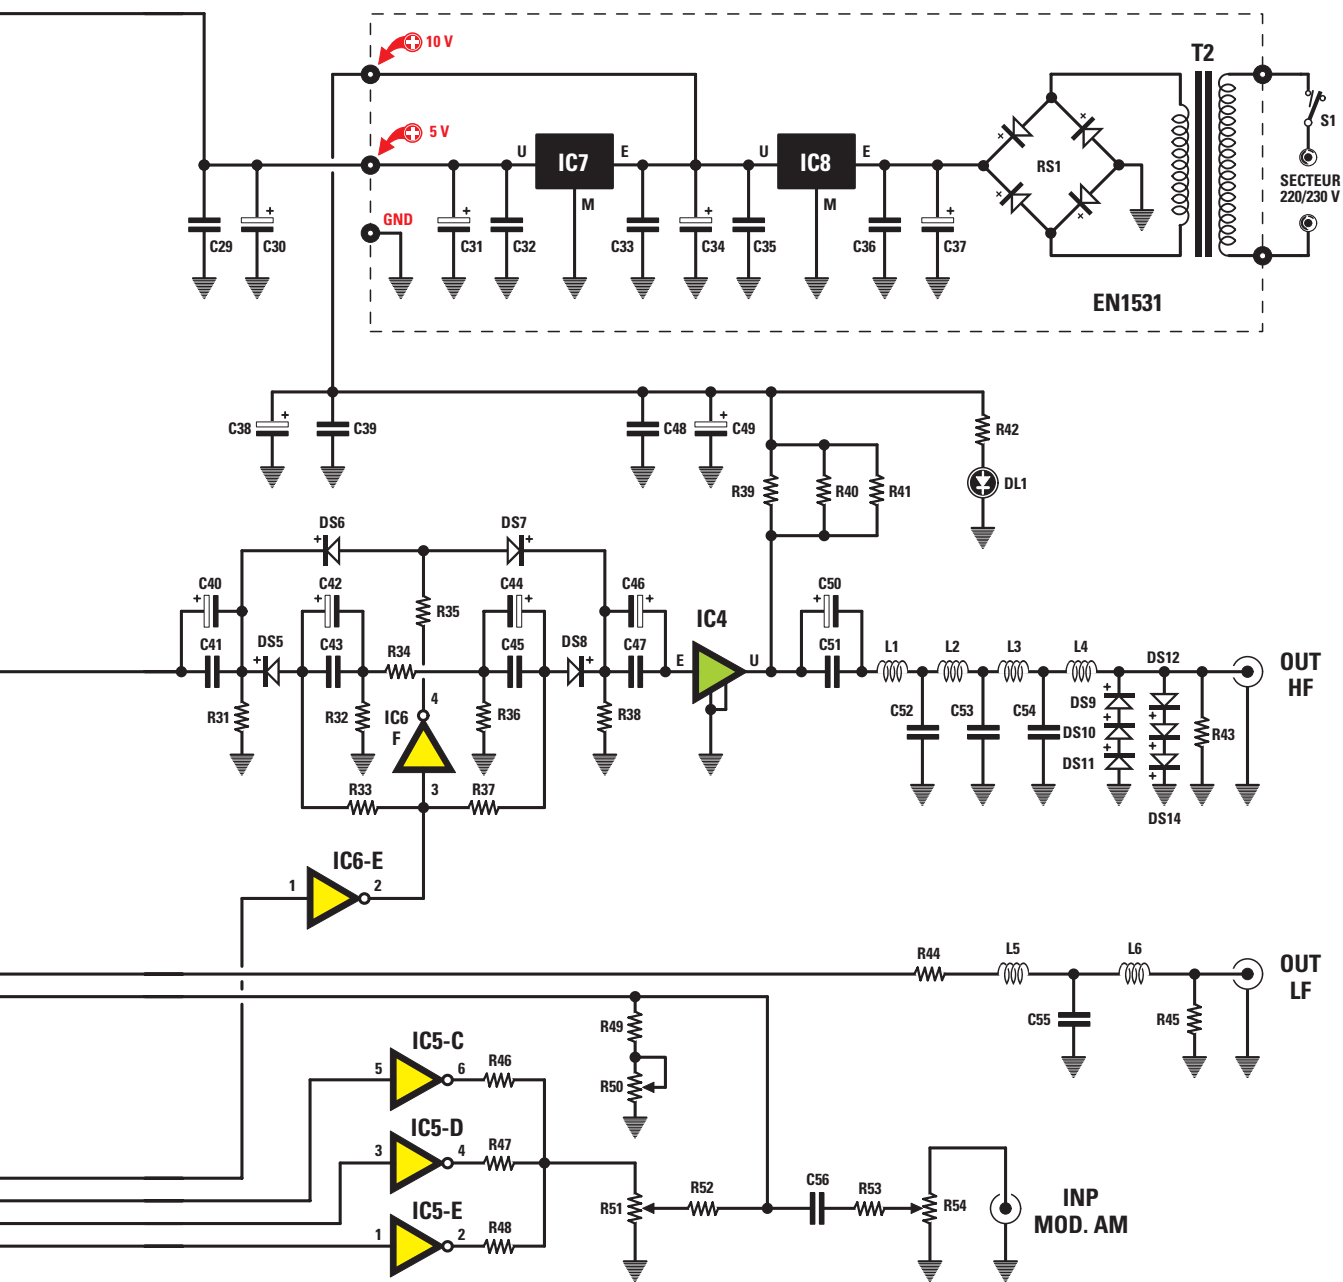 10 V
T2
S1
5 V
U
IC7
E
U
IC8
E
RS1
SECTEUR
220/230 V
M
M
GND
C29
C30
C31
C32
C33
C34
C35
C36
C37
EN1531
C38
C39
C48
C49
R42
R39
R40
R41
DL1
DS6
DS7
C40
C42
C44
C46
C50
R35
IC4
C41
DS5
C43
R34
C45
DS8
C47
E
U
C51
L1
L2
L3
L4
DS12
OUT
HF
R31
R32
4
IC6
F
R36
R38
C52
C53
C54
DS9
DS10
DS11
R43
R33
3
R37
DS14
IC6-E
1
2
R44
L5
L6
OUT
LF
R49
C55
R45
IC5-C
5
6
R46
R50
IC5-D
3
4
R47
IC5-E
1
2
R48
R51
R52
C56
R53
R54
INP
MOD. AM